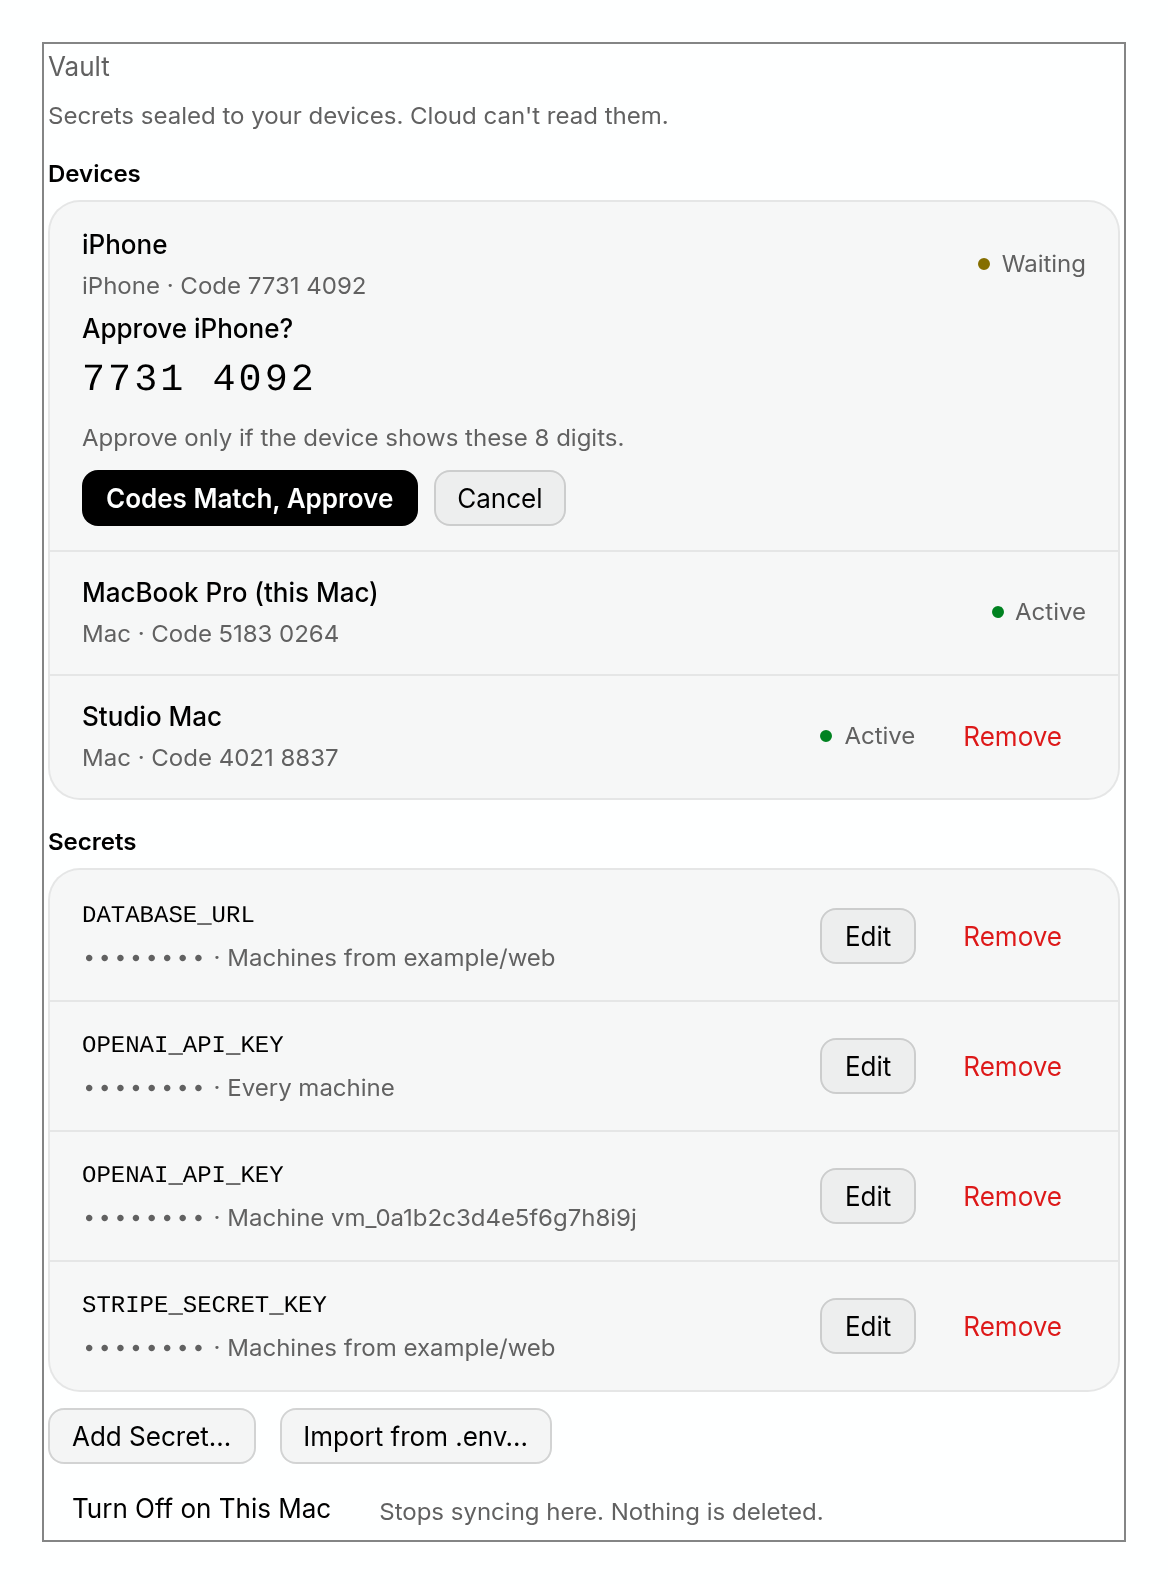 Vault
Secrets sealed to your devices. Cloud can't read them.
Devices
iPhone
iPhone · Code 7731 4092
Waiting
Approve iPhone?
7731 4092
Approve only if the device shows these 8 digits.
Codes Match, Approve
Cancel
MacBook Pro (this Mac)
Mac · Code 5183 0264
Active
Studio Mac
Mac · Code 4021 8837
Active
Remove
Secrets
DATABASE_URL
•••••••• · Machines from example/web
Edit
Remove
OPENAI_API_KEY
•••••••• · Every machine
Edit
Remove
OPENAI_API_KEY
•••••••• · Machine vm_0a1b2c3d4e5f6g7h8i9j
Edit
Remove
STRIPE_SECRET_KEY
•••••••• · Machines from example/web
Edit
Remove
Add Secret...
Import from .env...
Turn Off on This Mac
Stops syncing here. Nothing is deleted.